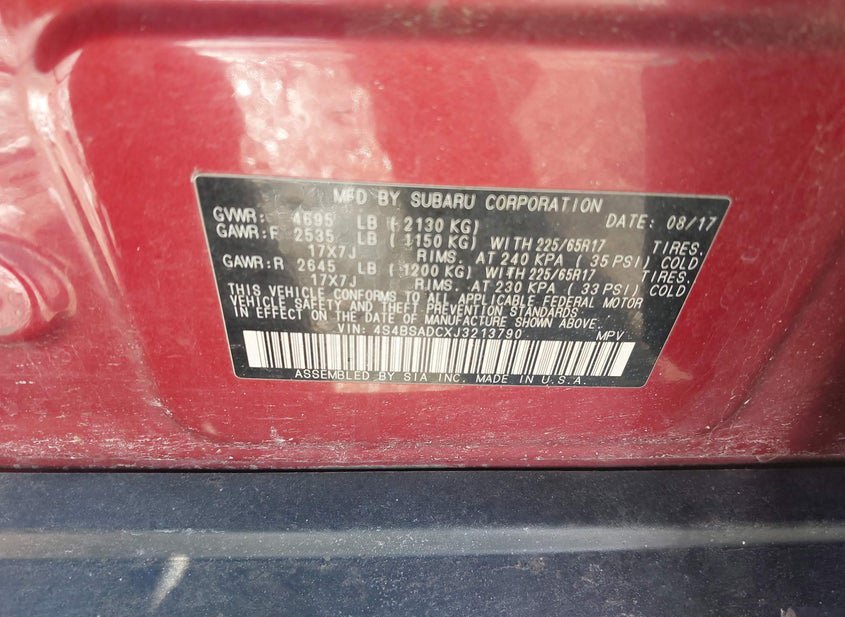 MFD BY SUBARU CORPORATION
GVWR: 4695 LB ( 2130 KG) DATE: 08/17
GAWR:F 2535 LB ( 1150 KG) WITH 225/65R17 TIRES.
17X7J RIMS. AT 240 KPA ( 35 PSI) COLD
GAWR:R 2645 LB ( 1200 KG) WITH 225/65R17 TIRES.
17X7J RIMS. AT 230 KPA ( 33 PSI) COLD
THIS VEHICLE CONFORMS TO ALL APPLICABLE FEDERAL MOTOR
VEHICLE SAFETY AND THEFT PREVENTION STANDARDS
IN EFFECT ON THE DATE OF MANUFACTURE SHOWN ABOVE.
VIN: 4S4BSADCXJ3213790 MPV
ASSEMBLED BY SIA INC. MADE IN U.S.A.